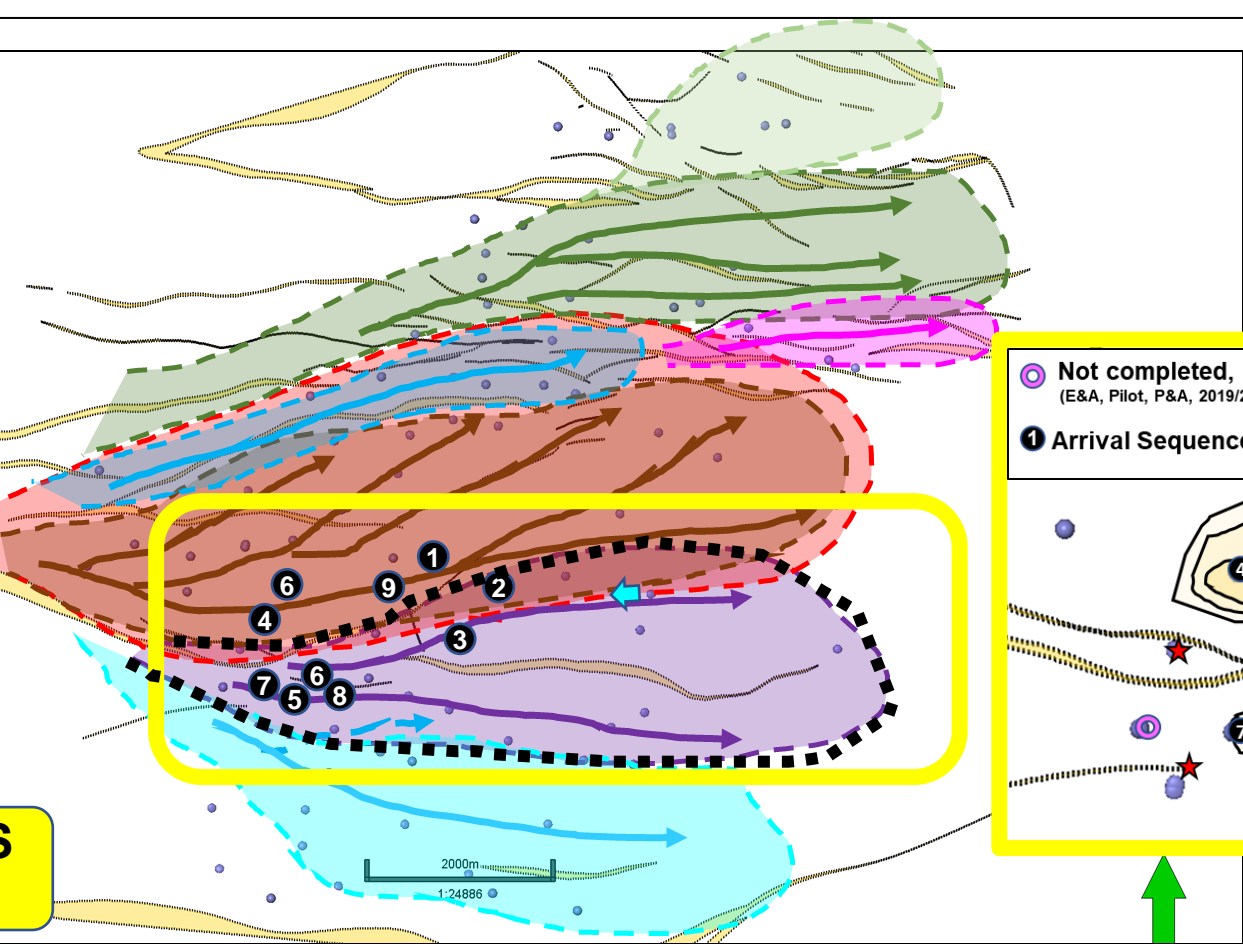 Not completed,
(E&A, Pilot, P&A, 2019/2
1 Arrival Sequence
1
6
9
2
4
3
6
7
5
8
4
7
S
2000m
1:24886